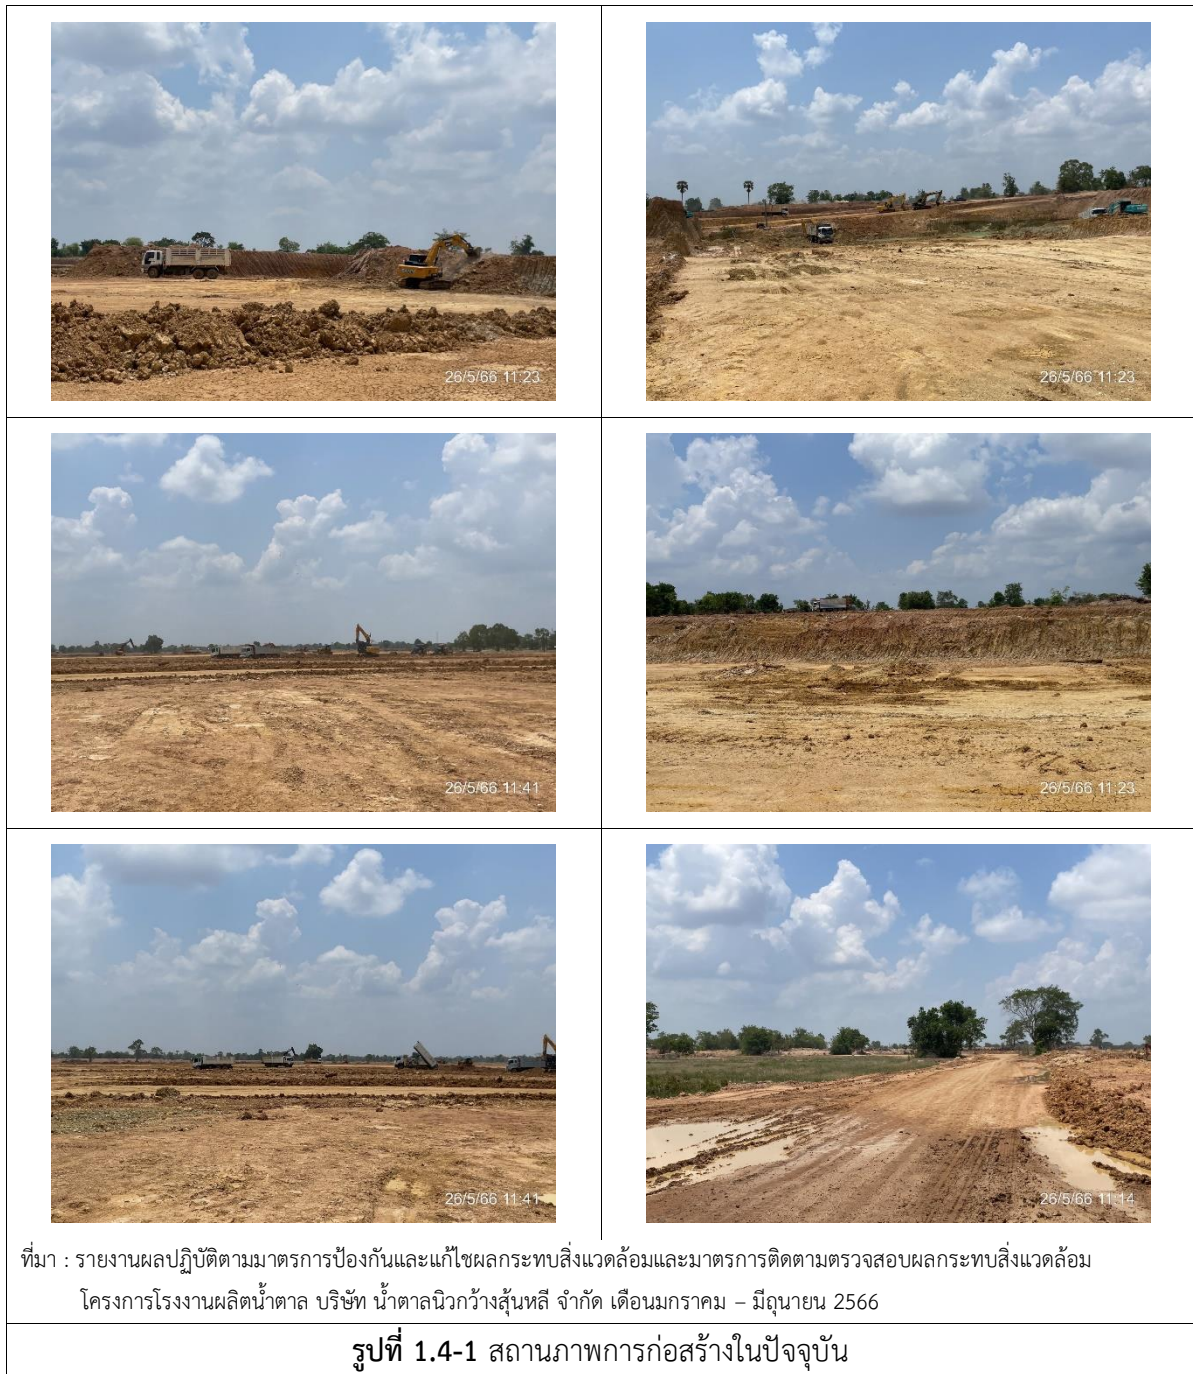 26/5/66 11:23
26/5/66 11:23
26/5/66 11:41
26/5/66 11:23
26/5/66 11:41
26/5/66 11:14
ที่มา : รายงานผลปฏิบัติตามมาตรการป้องกันและแก้ไขผลกระทบสิ่งแวดล้อมและมาตรการติดตามตรวจสอบผลกระทบสิ่งแวดล้อม
โครงการโรงงานผลิตน้ำตาล บริษัท น้ำตาลนิวกว้างสุ้นหลี จำกัด เดือนมกราคม – มีถุนายน 2566
รูปที่ 1.4-1 สถานภาพการก่อสร้างในปัจจุบัน